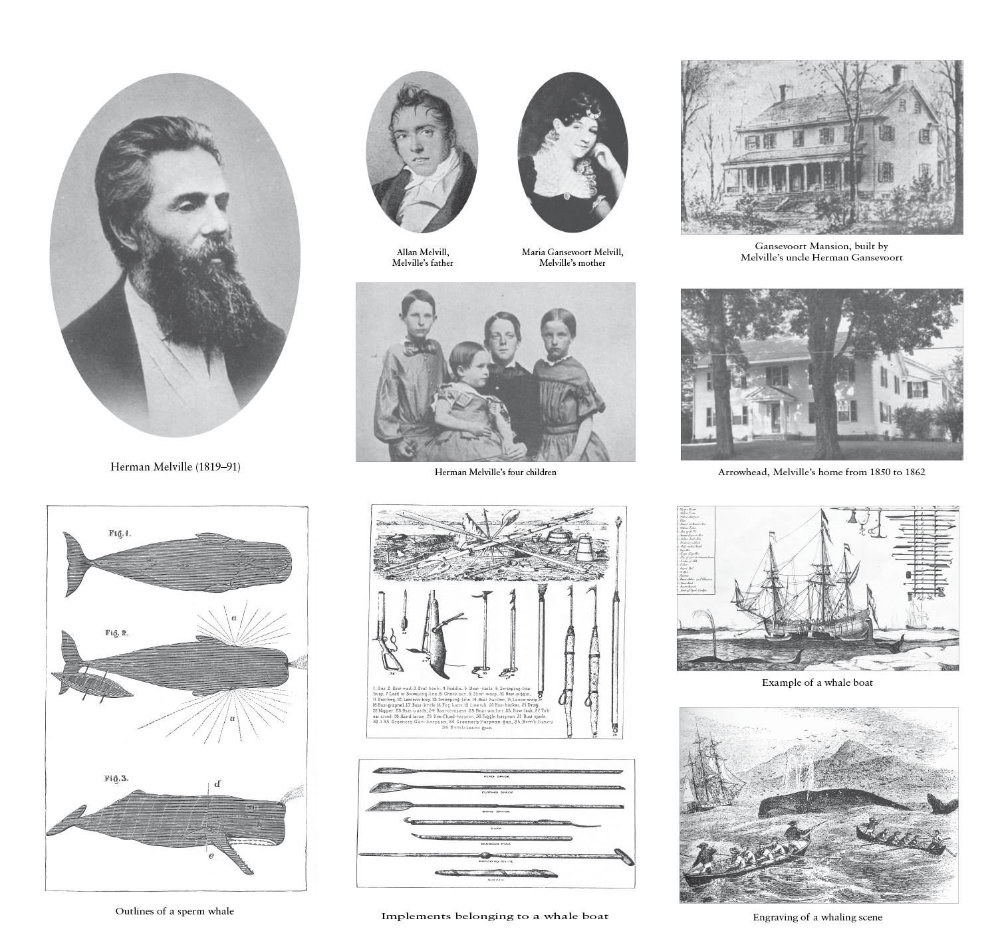 Allan Melvill,
Melville's father
Maria Gansevoort Melvill,
Melville's mother
Gansevoort Mansion, built by
Melville's uncle Herman Gansevoort
Herman Melville (1819–91)
Herman Melville's four children
Arrowhead, Melville's home from 1850 to 1862
Fig. 1.
Fig. 2.
a
a
Fig. 3.
d
e
Outlines of a sperm whale
36
35
34
1. Oar. 2. Boat-waif. 3. Boat-hook. 4. Paddle. 5. Boat-sails. 6. Sweeping-line-
buoy. 7. Lead to Sweeping-line. 8. Chock-pin. 9. Short-warp. 10. Boat-piggin.
11. Boat-keg. 12. Lantern-keg. 13. Sweeping-line. 14. Boat-hatchet. 15. Lance-warp.
16. Boat-grapnel. 17. Boat-knife. 18. Fog-horn. 19. Line-tub. 20. Boat-bucket. 21. Drag.
22. Nipper. 23. Boat-crotch. 24. Boat-compass. 25. Boat-anchor. 26. Row-lock. 27. Tub-
oar-crotch. 28. Hand-lance. 29. One-flued-harpoon. 30. Toggle-harpoon. 31. Boat spade.
32 & 33. Greener's-Gun-harpoon. 34. Greener's Harpoon-gun. 35. Bomb-lance
36. Bomb-lance gun
HEAD SPADE
CUTTING SPADE
BONE SPADE
GAFF
BLUBBER PIKE
BOARDING KNIFE
SHEATH
Implements belonging to a whale boat
Example of a whale boat
Engraving of a whaling scene